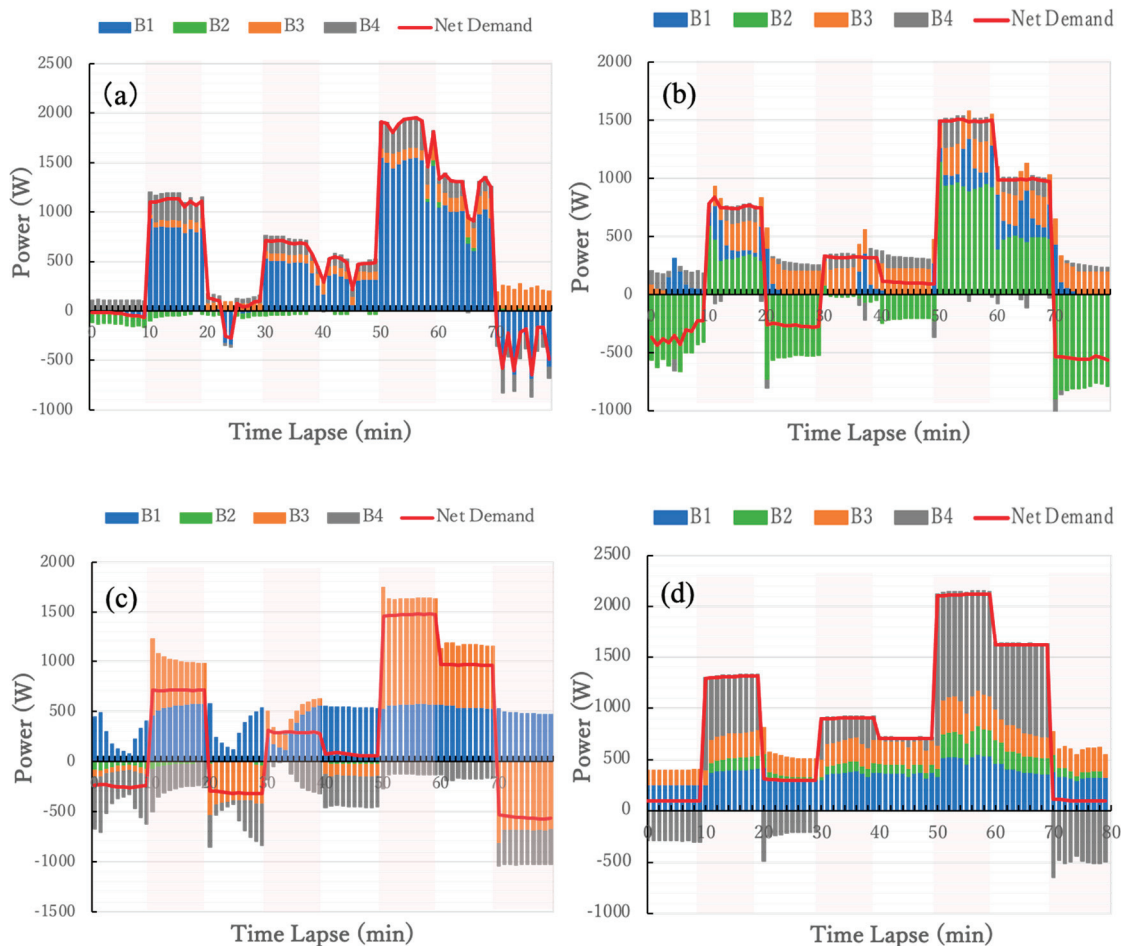 B1 B2 B3 B4 Net Demand
(a)
Power (W)
2500
2000
1500
1000
500
0
-500
-1000
0 10 20 30 40 50 60 70
Time Lapse (min)
B1 B2 B3 B4 Net Demand
(b)
Power (W)
2000
1500
1000
500
0
-500
-1000
0 10 20 30 40 50 60 70
Time Lapse (min)
B1 B2 B3 B4 Net Demand
(c)
Power (W)
2000
1500
1000
500
0
-500
-1000
-1500
0 10 20 30 40 50 60 70
Time Lapse (min)
B1 B2 B3 B4 Net Demand
(d)
Power (W)
2500
2000
1500
1000
500
0
-500
-1000
0 10 20 30 40 50 60 70 80
Time Lapse (min)